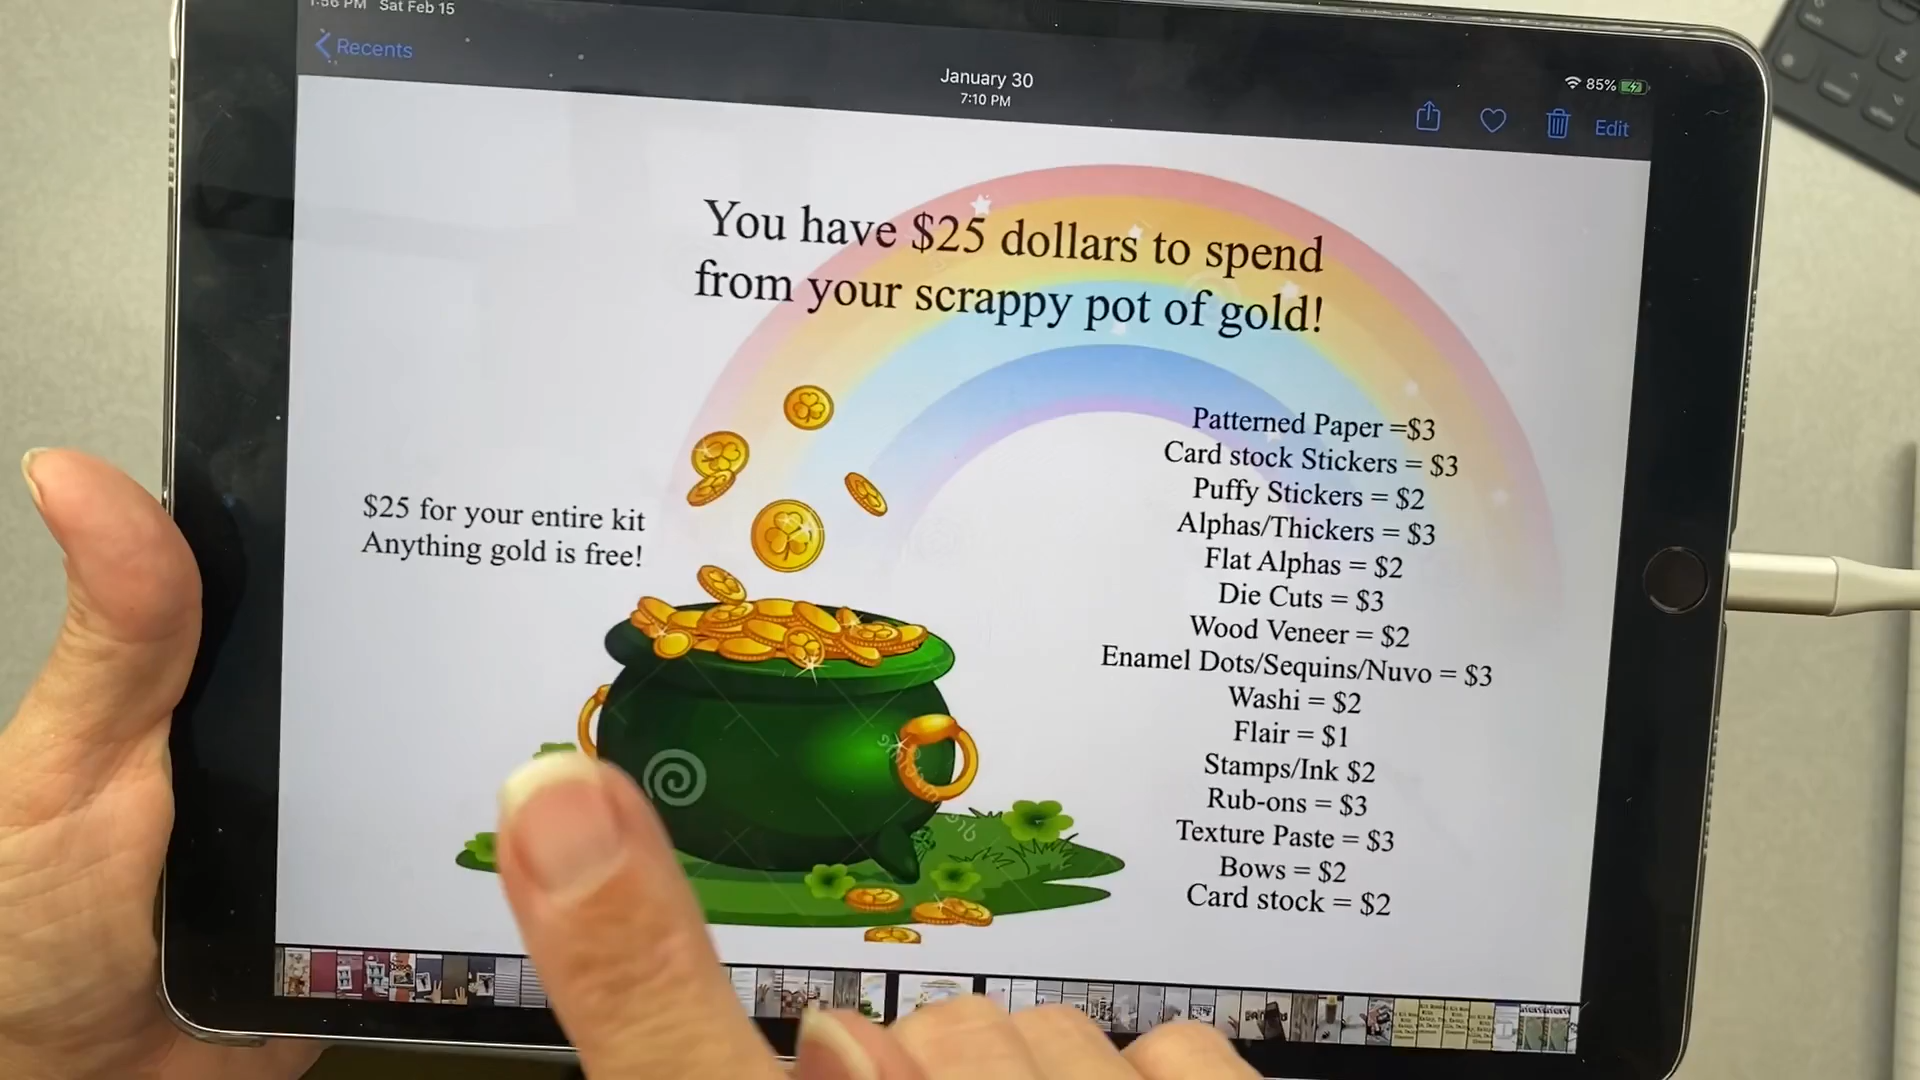 1:56 PM Sat Feb 15
Recents
January 30
7:10 PM
85%
Edit
You have $25 dollars to spend
from your scrappy pot of gold!
$25 for your entire kit
Anything gold is free!
Patterned Paper =$3
Card stock Stickers = $3
Puffy Stickers = $2
Alphas/Thickers = $3
Flat Alphas = $2
Die Cuts = $3
Wood Veneer = $2
Enamel Dots/Sequins/Nuvo = $3
Washi = $2
Flair = $1
Stamps/Ink $2
Rub-ons = $3
Texture Paste = $3
Bows = $2
Card stock = $2